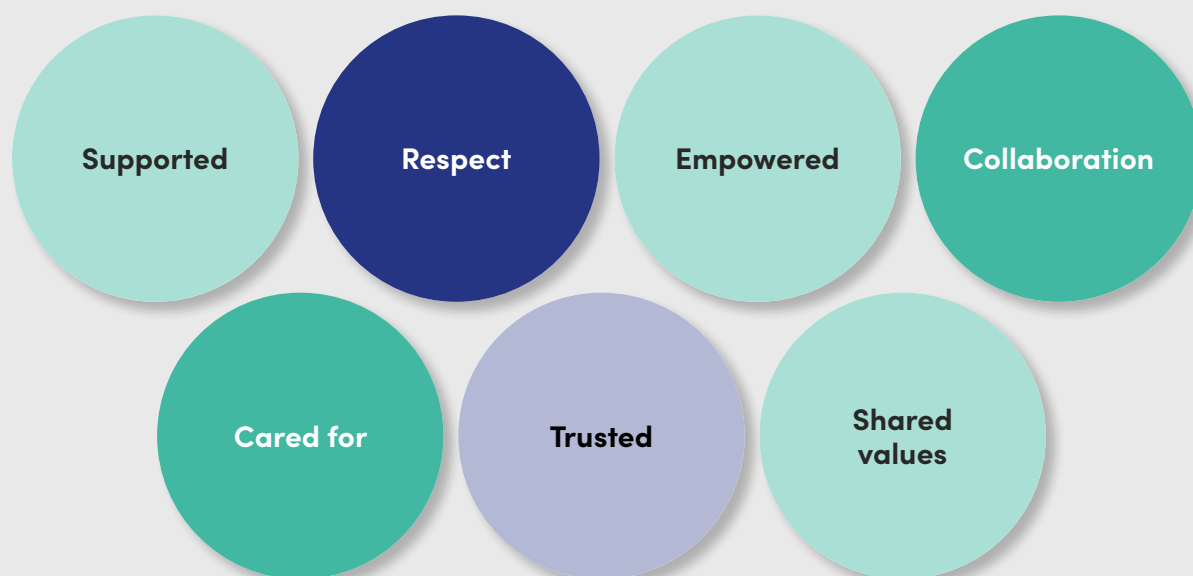 Supported
Respect
Empowered
Collaboration
Cared for
Trusted
Shared
values